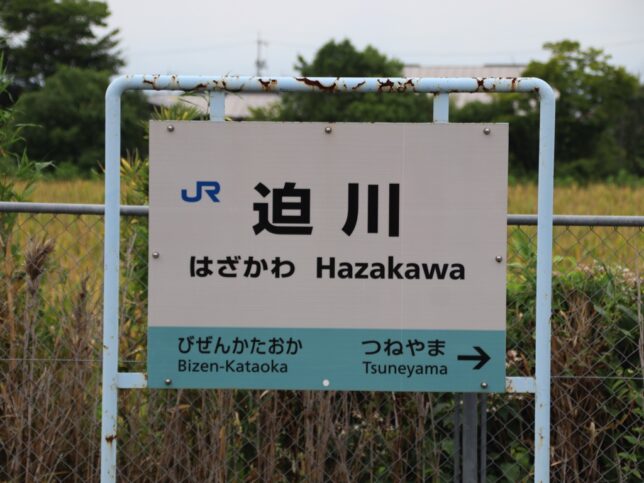 JR 迫川
はざかわ Hazakawa
びぜんかたおか つねやま →
Bizen-Kataoka Tsuneyama